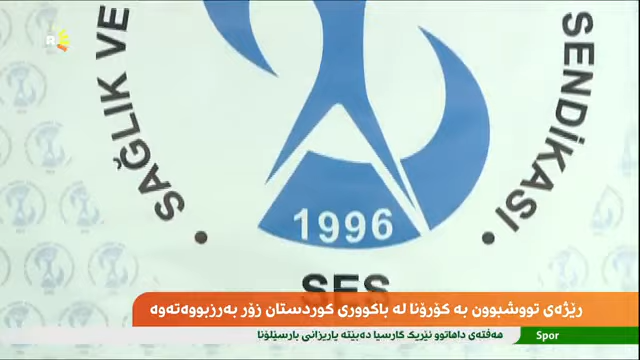 SAĞLIK VE
SENDİKASI
1996
SES
ڕێژەی تووشبوون بە کۆرۆنا لە باکووری کوردستان زۆر بەرزبووەتەوە
هەفتەی داهاتوو ئێریک گارسیا دەبێتە یاریزانی بارسێلۆنا
Spor